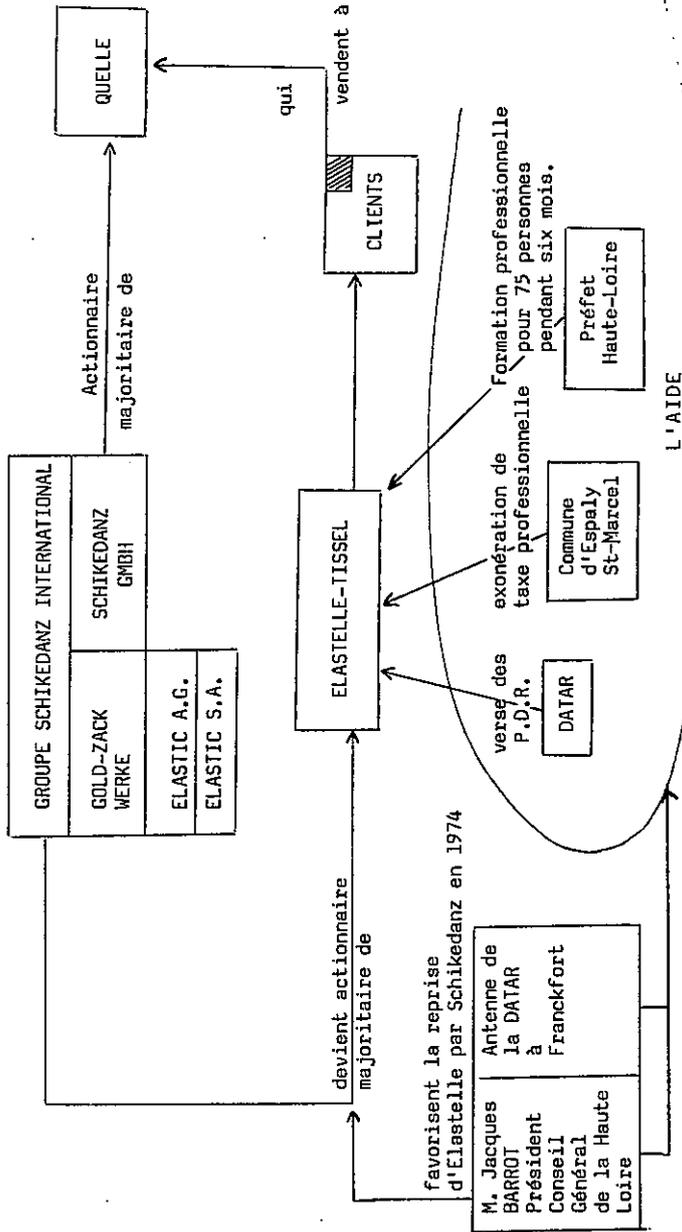 GROUPE SCHIKEDANZ INTERNATIONAL
GOLD-ZACK
WERKE
SCHIKEDANZ
GMBH
ELASTIC A.G.
ELASTIC S.A.
Actionnaire
majoritaire de
QUELLE
devient actionnaire
majoritaire de
ELASTELLE-TISSEL
CLIENTS
qui
vendent à
favorisent la reprise
d'Elastelle par Schikedanz en 1974
M. Jacques
BARROT
Président
Conseil
Général
de la Haute
Loire
Antenne de
la DATAR
à
Franckfort
verse des
P.D.R.
DATAR
exonération de
taxe professionnelle
Commune
d'Espaly
St-Marcel
Formation professionnelle
pour 75 personnes
pendant six mois.
Préfet
Haute-Loire
L'AIDE